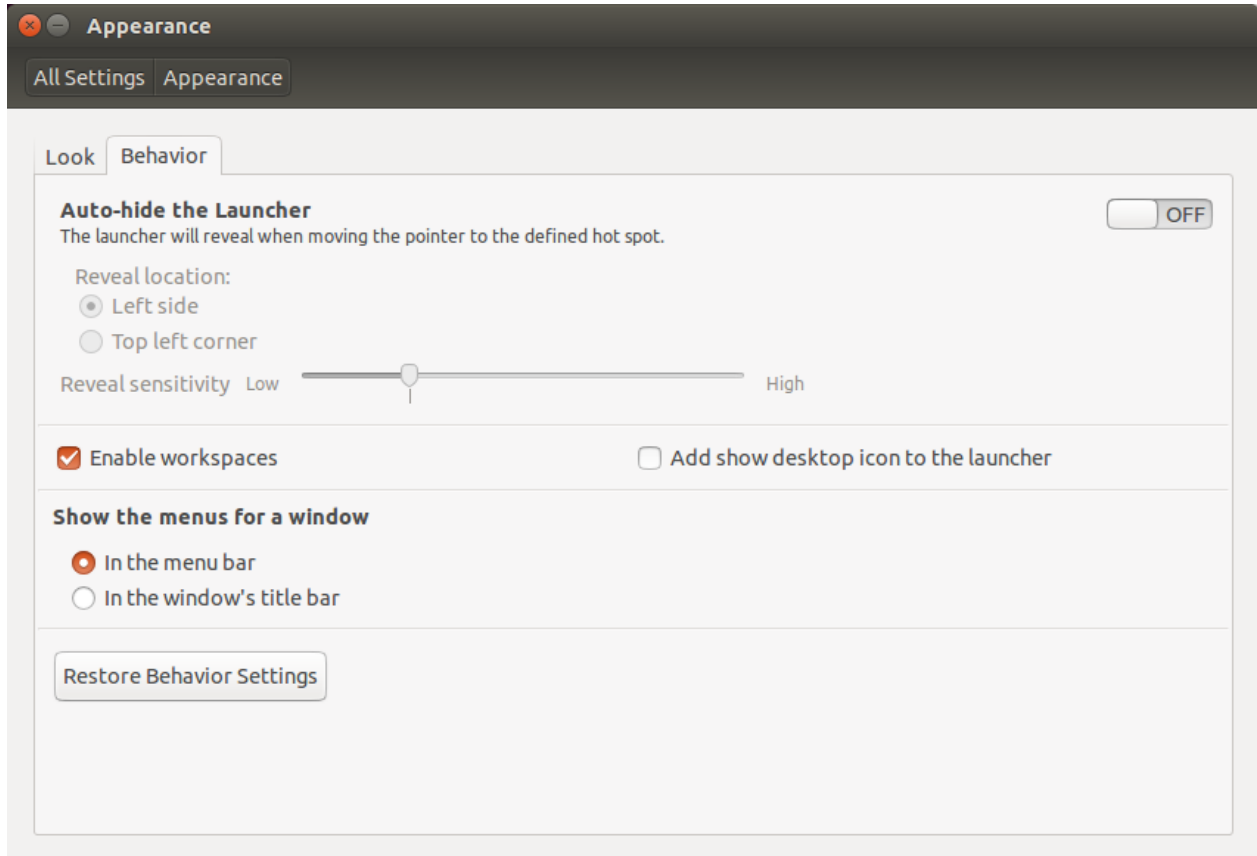 Appearance
All Settings Appearance
Look Behavior
Auto-hide the Launcher
OFF
The launcher will reveal when moving the pointer to the defined hot spot.
Reveal location:
Left side
Top left corner
Reveal sensitivity Low High
Enable workspaces Add show desktop icon to the launcher
Show the menus for a window
In the menu bar
In the window's title bar
Restore Behavior Settings